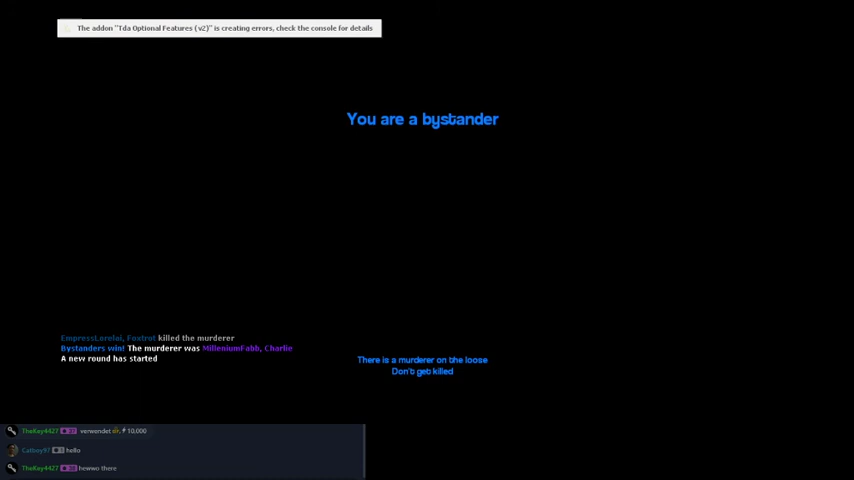 The addon "Tda Optional Features (v2)" is creating errors, check the console for details
You are a bystander
EmpressLorelai, Foxtrot killed the murderer
Bystanders win! The murderer was MilleniumFabb, Charlie
A new round has started
There is a murderer on the loose
Don't get killed
TheKey4427 37 verwendet 10,000
Catboy97 hello
TheKey4427 38 hewwo there